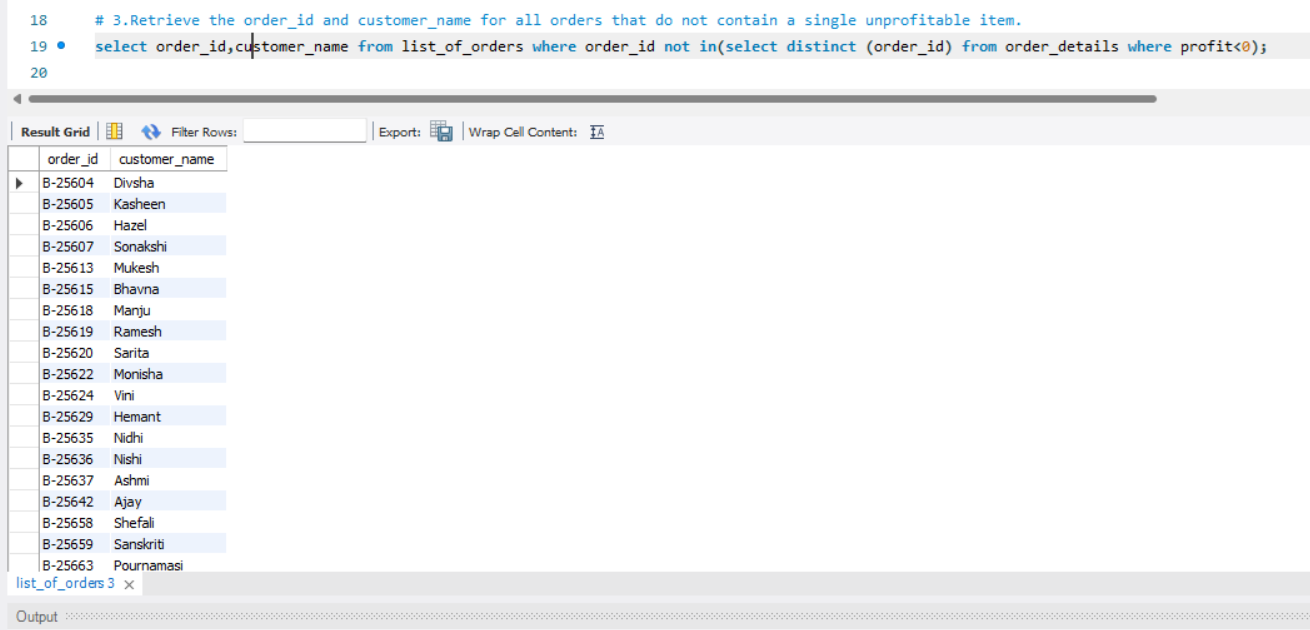 18 # 3.Retrieve the order_id and customer_name for all orders that do not contain a single unprofitable item.
19 select order_id,customer_name from list_of_orders where order_id not in(select distinct (order_id) from order_details where profit<0);
20
Result Grid Filter Rows: Export: Wrap Cell Content: IA
order_id customer_name
B-25604 Divsha
B-25605 Kasheen
B-25606 Hazel
B-25607 Sonakshi
B-25613 Mukesh
B-25615 Bhavna
B-25618 Manju
B-25619 Ramesh
B-25620 Sarita
B-25622 Monisha
B-25624 Vini
B-25629 Hemant
B-25635 Nidhi
B-25636 Nishi
B-25637 Ashmi
B-25642 Ajay
B-25658 Shefali
B-25659 Sanskriti
B-25663 Pournamasi
list_of_orders 3
Output